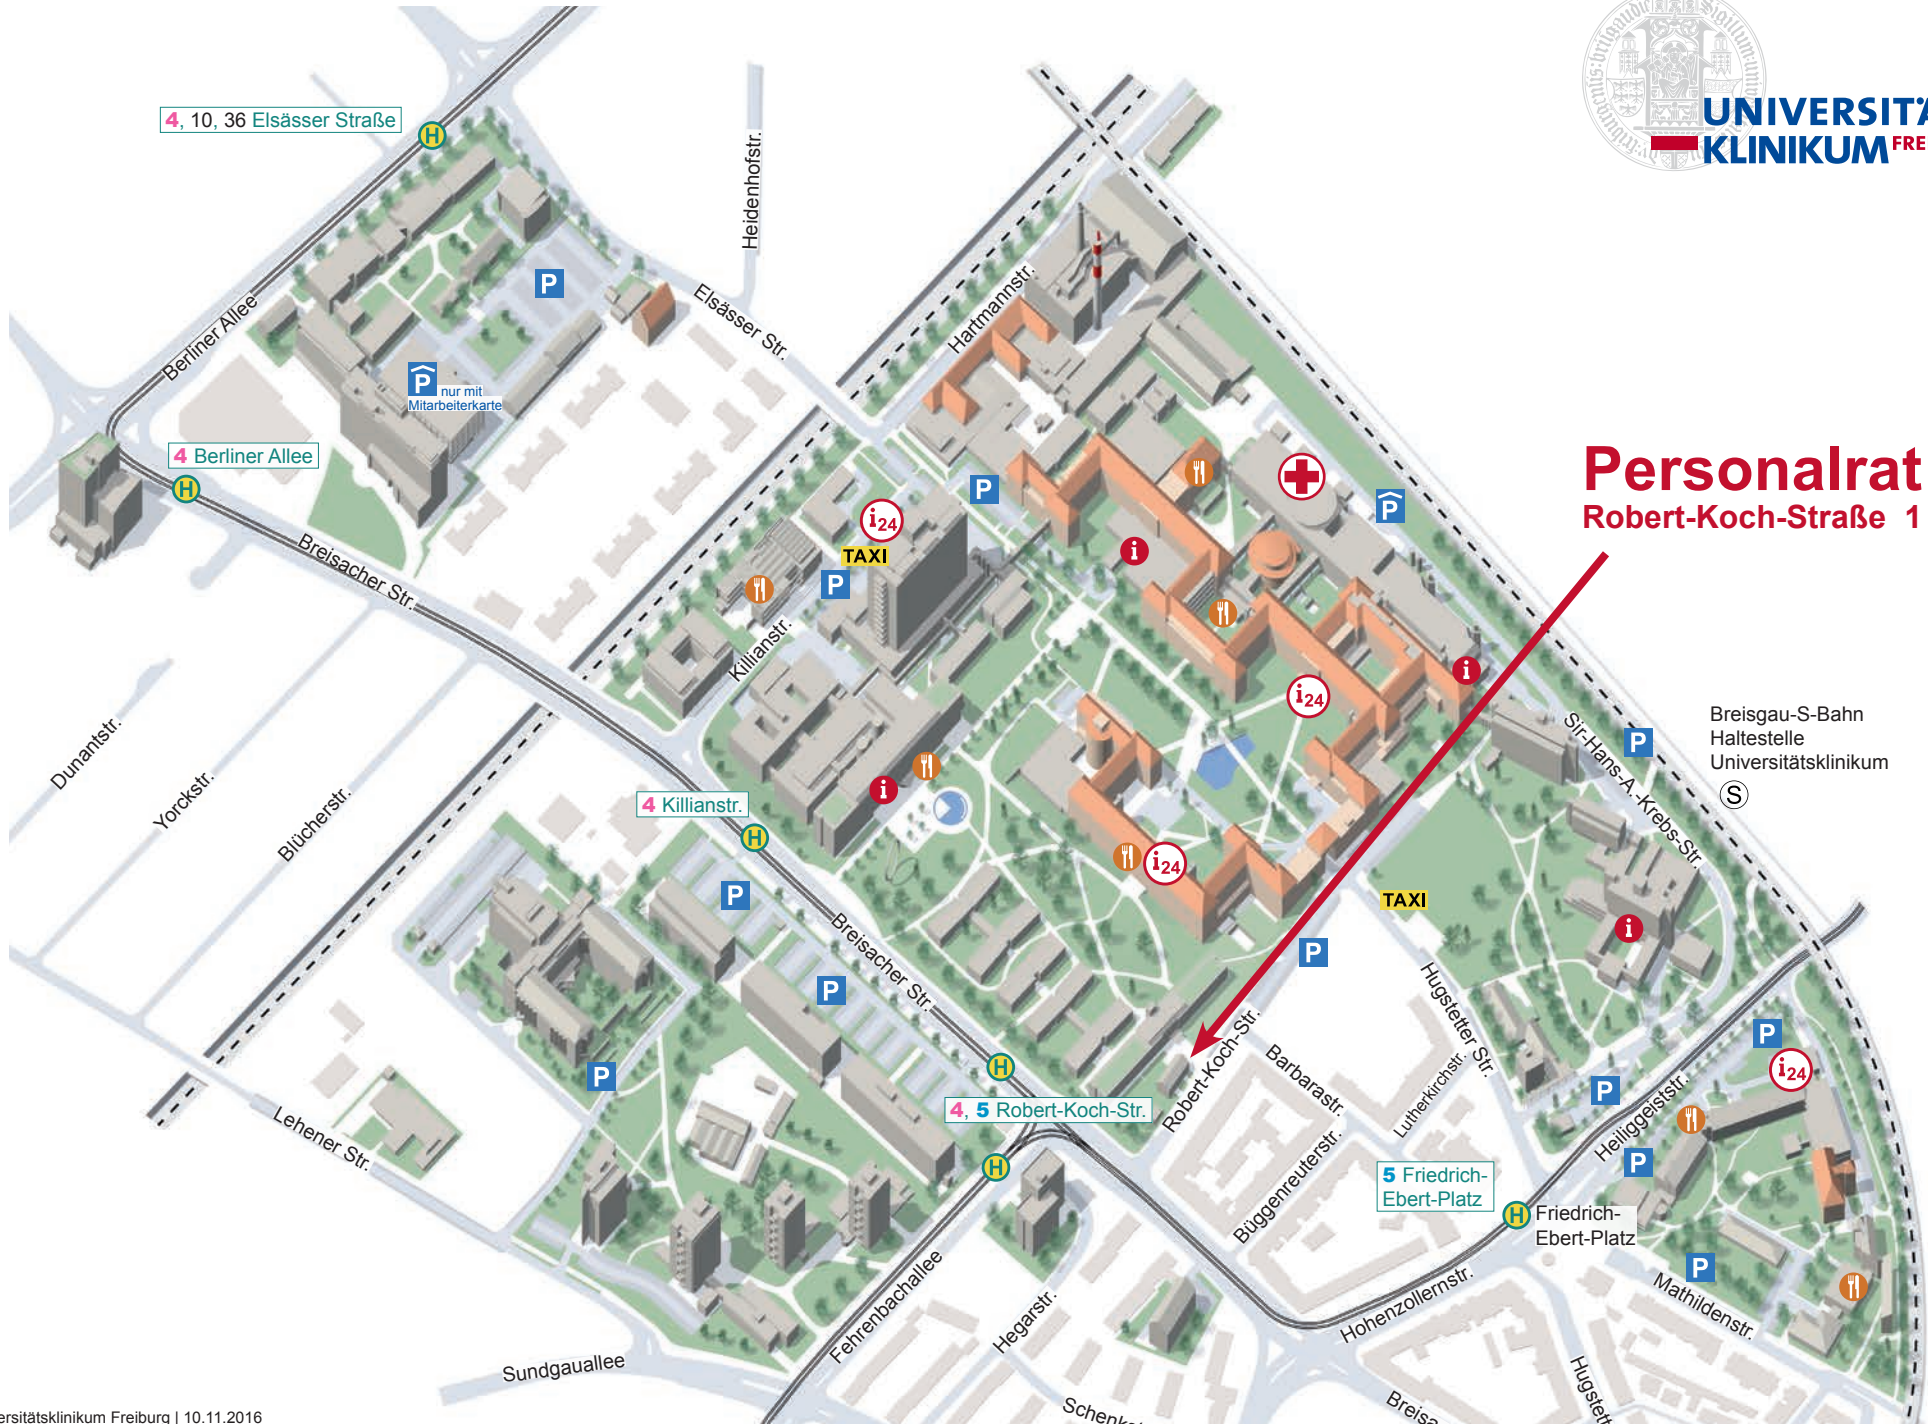 UNIVERSITÄ
KLINIKUM FRE
4, 10, 36 Elsässer Straße
H
Heidenhofstr.
P
Elsässer Str.
Hartmannstr.
Berliner Allee
P nur mit
Mitarbeiterkarte
4 Berliner Allee
H
Personalrat
Robert-Koch-Straße 1
P
i24
TAXI
P
i
P
Breisacher Str.
Killianstr.
i
i24
Sir-Hans-A.-Krebs-Str.
P
Breisgau-S-Bahn
Haltestelle
Universitätsklinikum
S
Dunantstr.
Yorckstr.
Blücherstr.
4 Killianstr.
H
i
i24
TAXI
P
Breisacher Str.
P
P
i
Hugstetter Str.
Robert-Koch-Str.
Barbarastr.
Lutherkirchstr.
P
i24
P
H
P
4, 5 Robert-Koch-Str.
Heiliggeiststr.
Lehener Str.
H
Büggenreuterstr.
5 Friedrich-
Ebert-Platz
P
H
Friedrich-
Ebert-Platz
P
Mathildenstr.
Fehrenbachallee
Hegarstr.
Hohenzollernstr.
Sundgauallee
ersitätsklinikum Freiburg | 10.11.2016